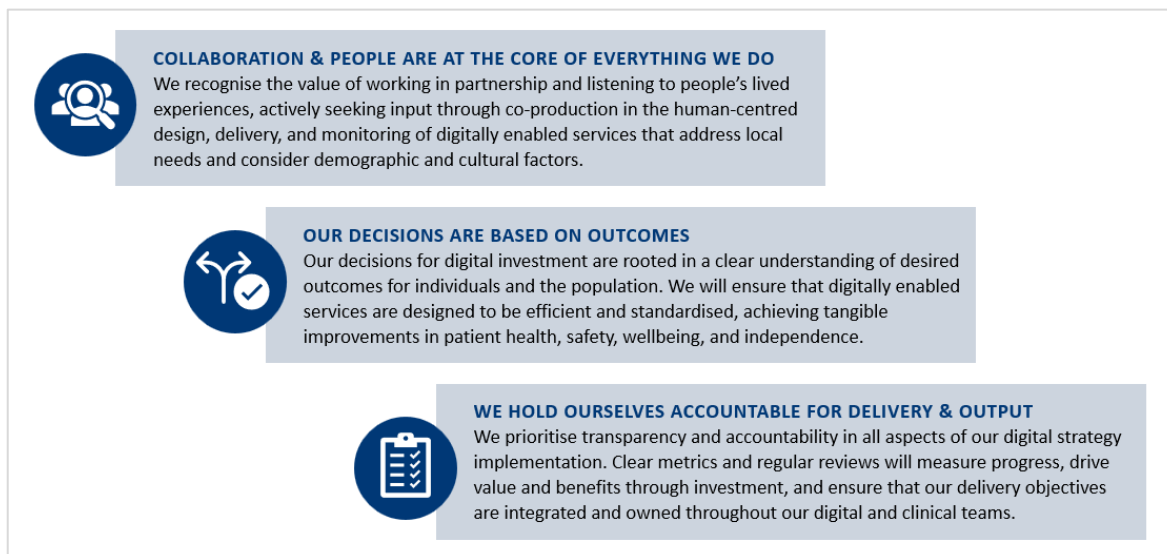 COLLABORATION & PEOPLE ARE AT THE CORE OF EVERYTHING WE DO
We recognise the value of working in partnership and listening to people’s lived
experiences, actively seeking input through co-production in the human-centred
design, delivery, and monitoring of digitally enabled services that address local
needs and consider demographic and cultural factors.
OUR DECISIONS ARE BASED ON OUTCOMES
Our decisions for digital investment are rooted in a clear understanding of desired
outcomes for individuals and the population. We will ensure that digitally enabled
services are designed to be efficient and standardised, achieving tangible
improvements in patient health, safety, wellbeing, and independence.
WE HOLD OURSELVES ACCOUNTABLE FOR DELIVERY & OUTPUT
We prioritise transparency and accountability in all aspects of our digital strategy
implementation. Clear metrics and regular reviews will measure progress, drive
value and benefits through investment, and ensure that our delivery objectives
are integrated and owned throughout our digital and clinical teams.